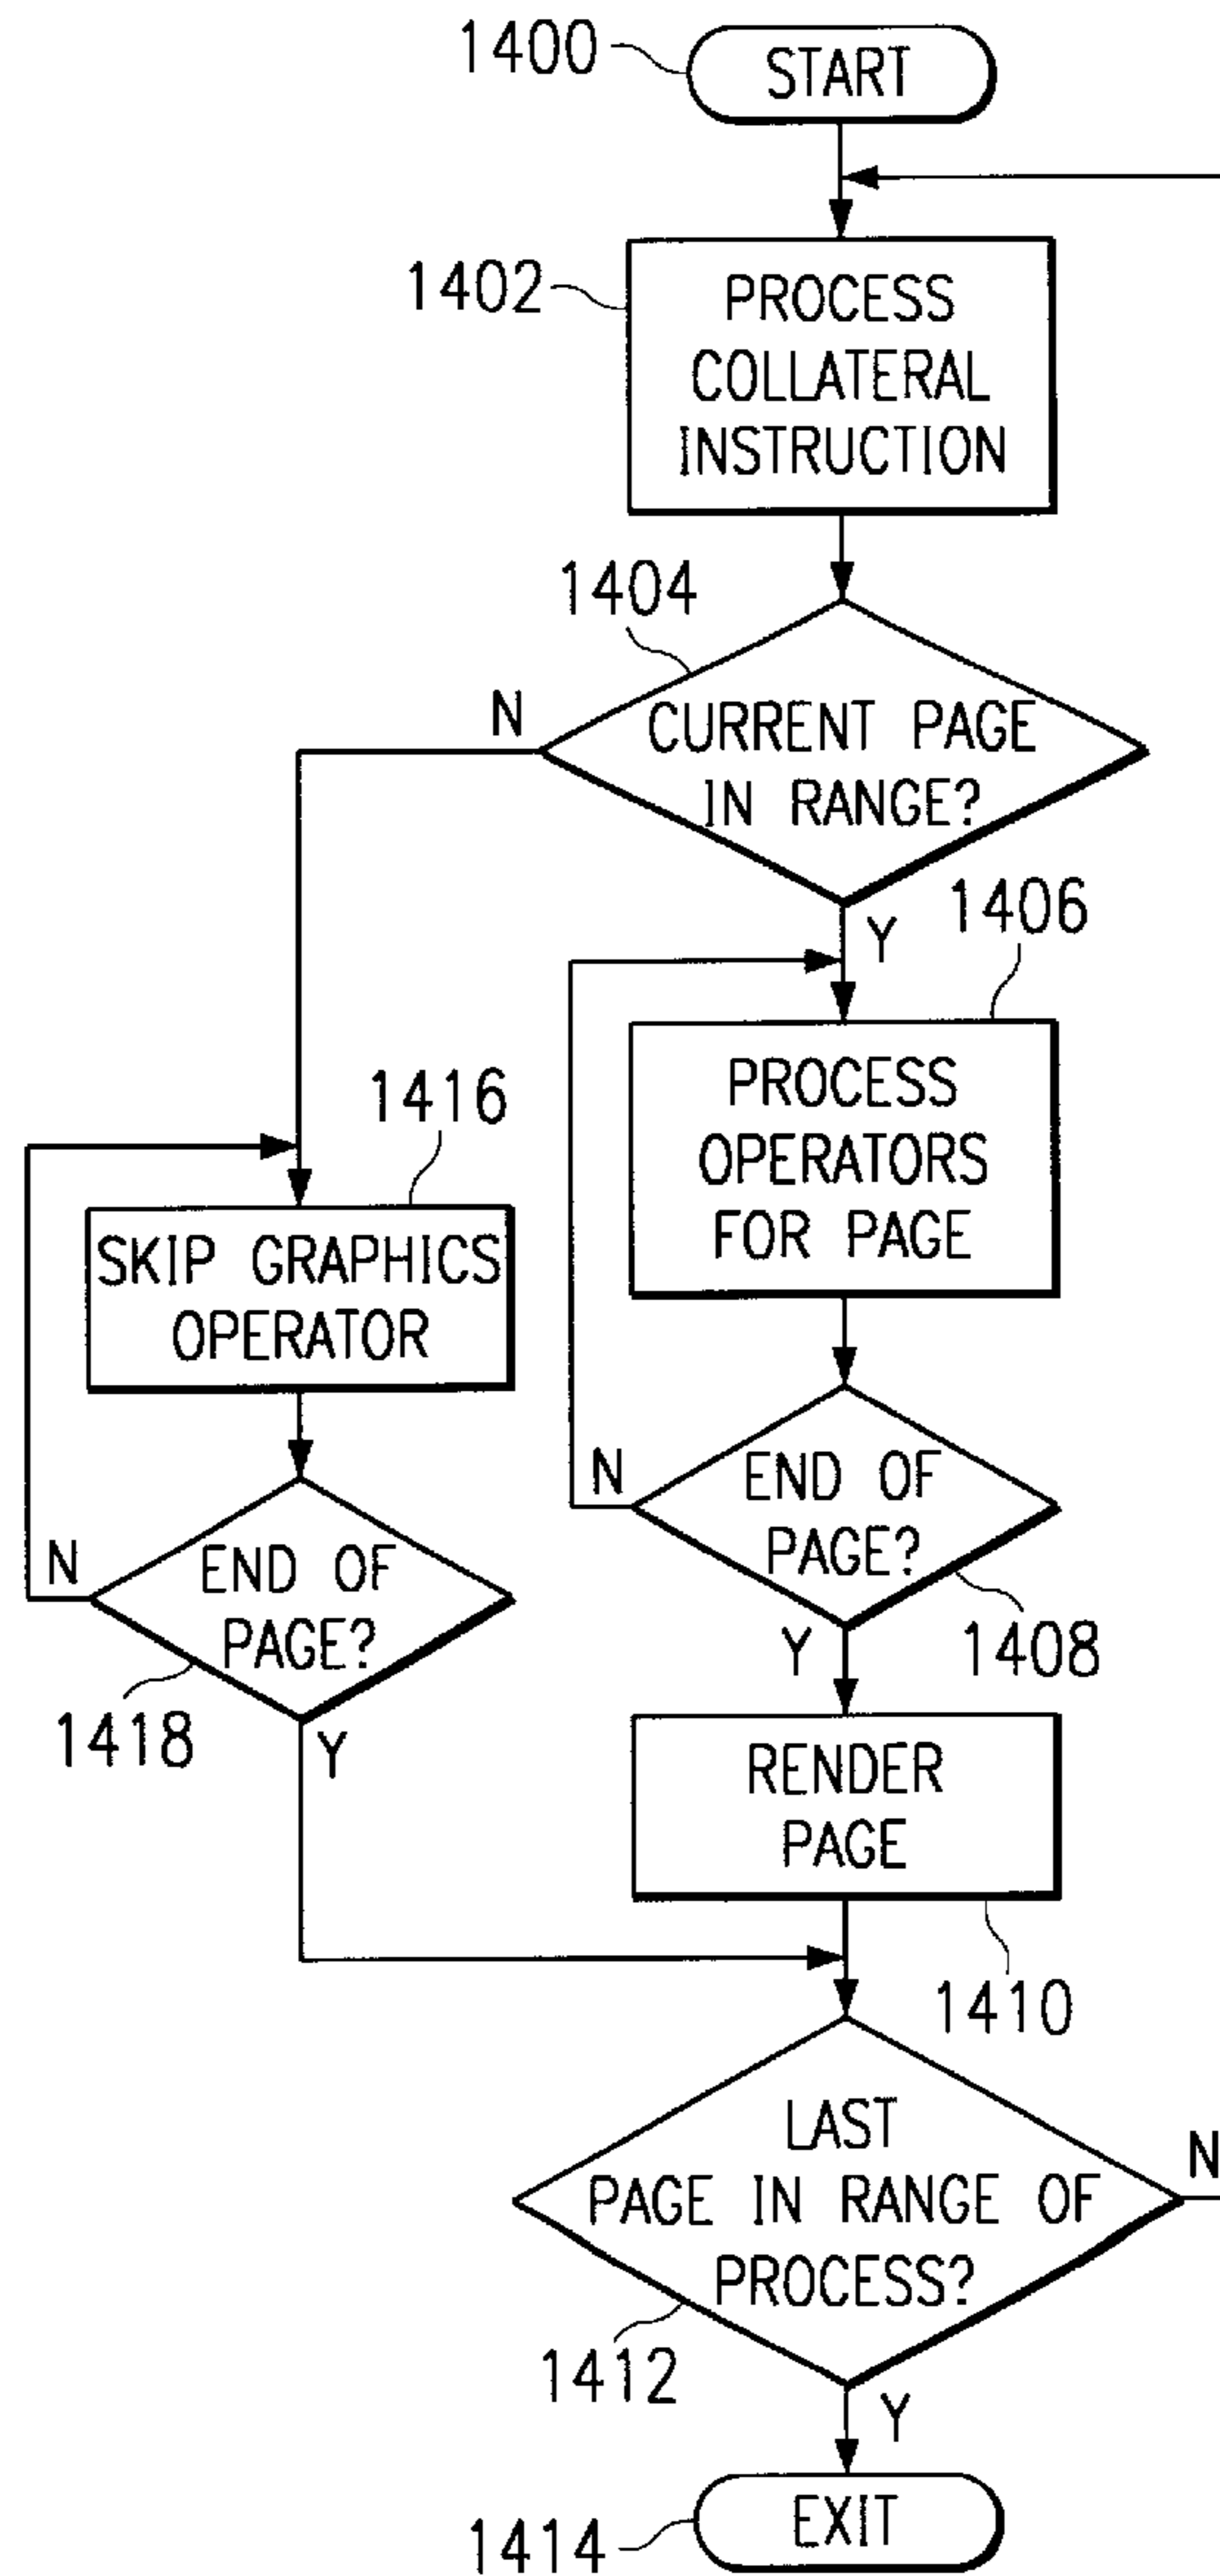 1400
START
1402
PROCESS
COLLATERAL
INSTRUCTION
1404
N
CURRENT PAGE
IN RANGE?
Y
1406
PROCESS
OPERATORS
FOR PAGE
1416
SKIP GRAPHICS
OPERATOR
N
END OF
PAGE?
1408
Y
N
END OF
PAGE?
1418
Y
RENDER
PAGE
1410
LAST
PAGE IN RANGE OF
PROCESS?
N
1412
Y
EXIT
1414